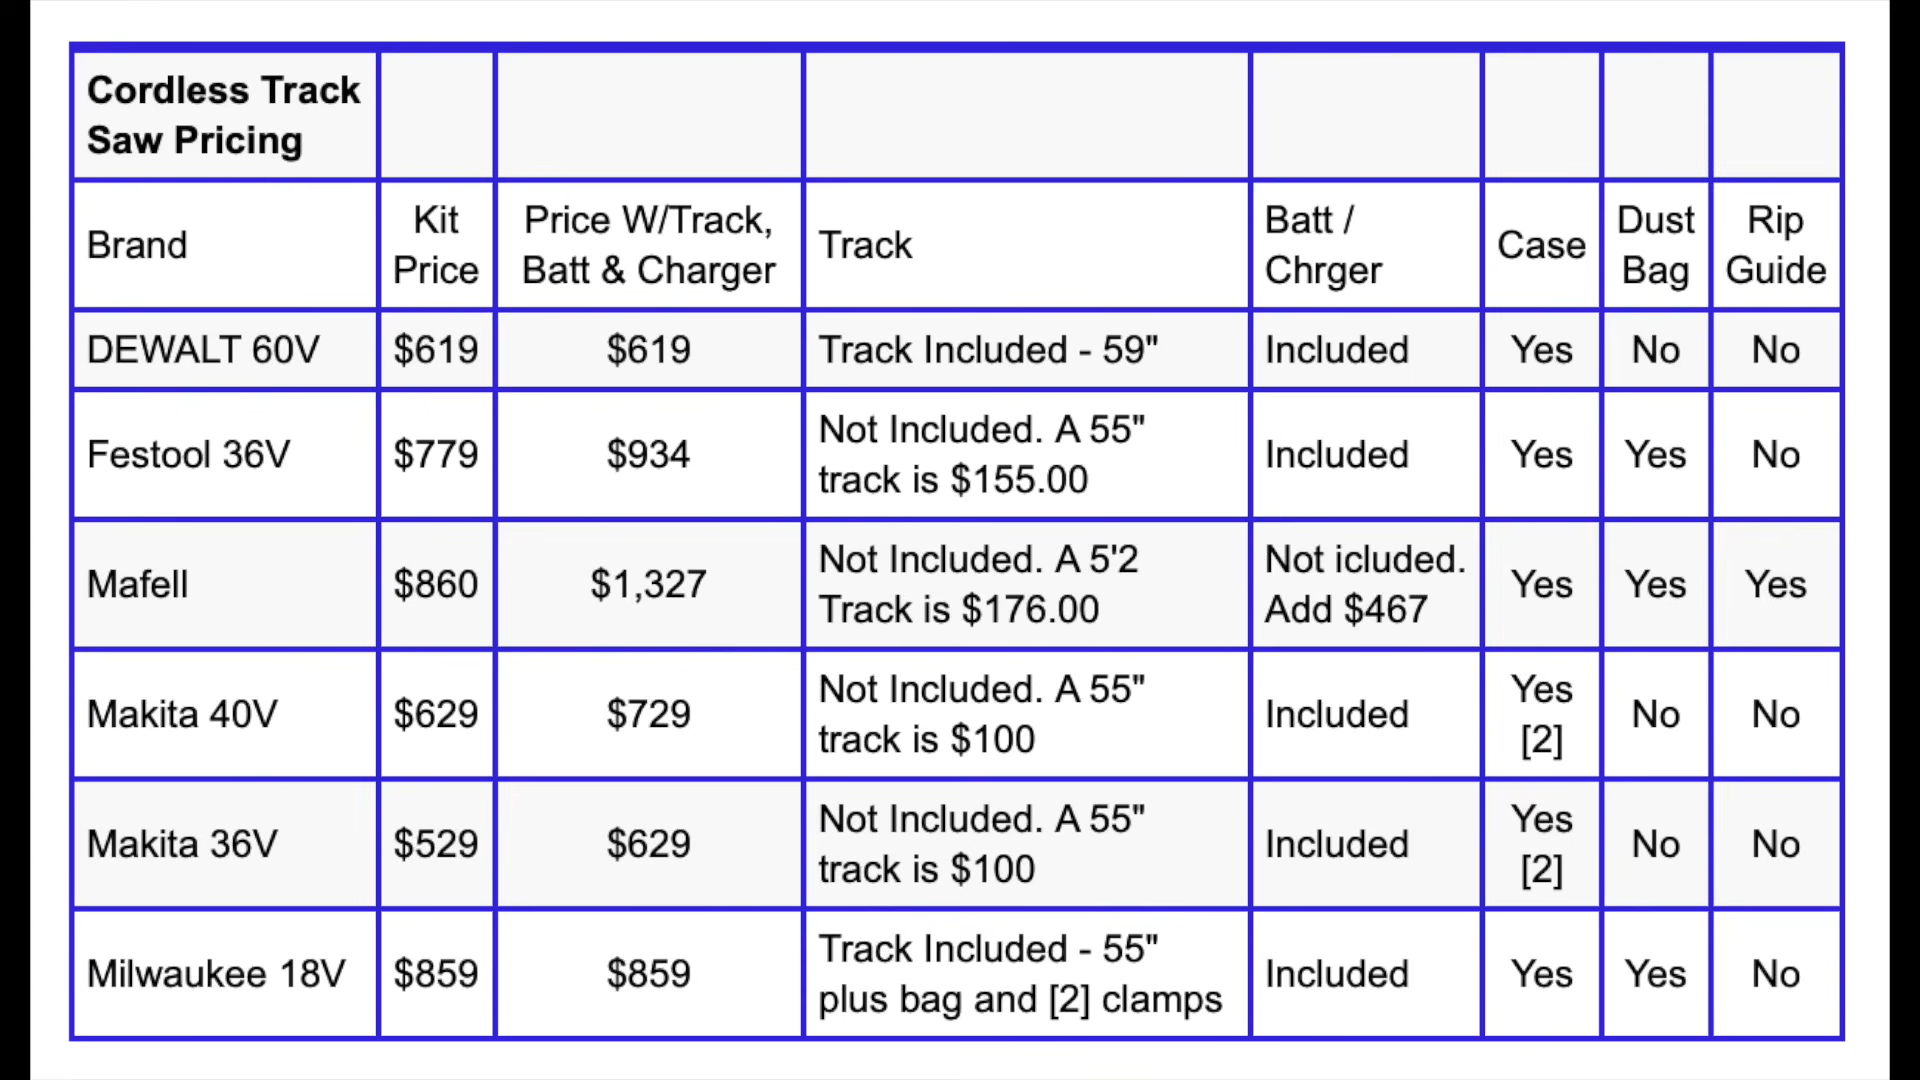 Cordless Track
Saw Pricing
Brand
Kit
Price
Price W/Track,
Batt & Charger
Track
Batt /
Chrger
Case
Dust
Bag
Rip
Guide
DEWALT 60V
$619
$619
Track Included - 59"
Included
Yes
No
No
Festool 36V
$779
$934
Not Included. A 55"
track is $155.00
Included
Yes
Yes
No
Mafell
$860
$1,327
Not Included. A 5'2
Track is $176.00
Not icluded.
Add $467
Yes
Yes
Yes
Makita 40V
$629
$729
Not Included. A 55"
track is $100
Included
Yes
[2]
No
No
Makita 36V
$529
$629
Not Included. A 55"
track is $100
Included
Yes
[2]
No
No
Milwaukee 18V
$859
$859
Track Included - 55"
plus bag and [2] clamps
Included
Yes
Yes
No